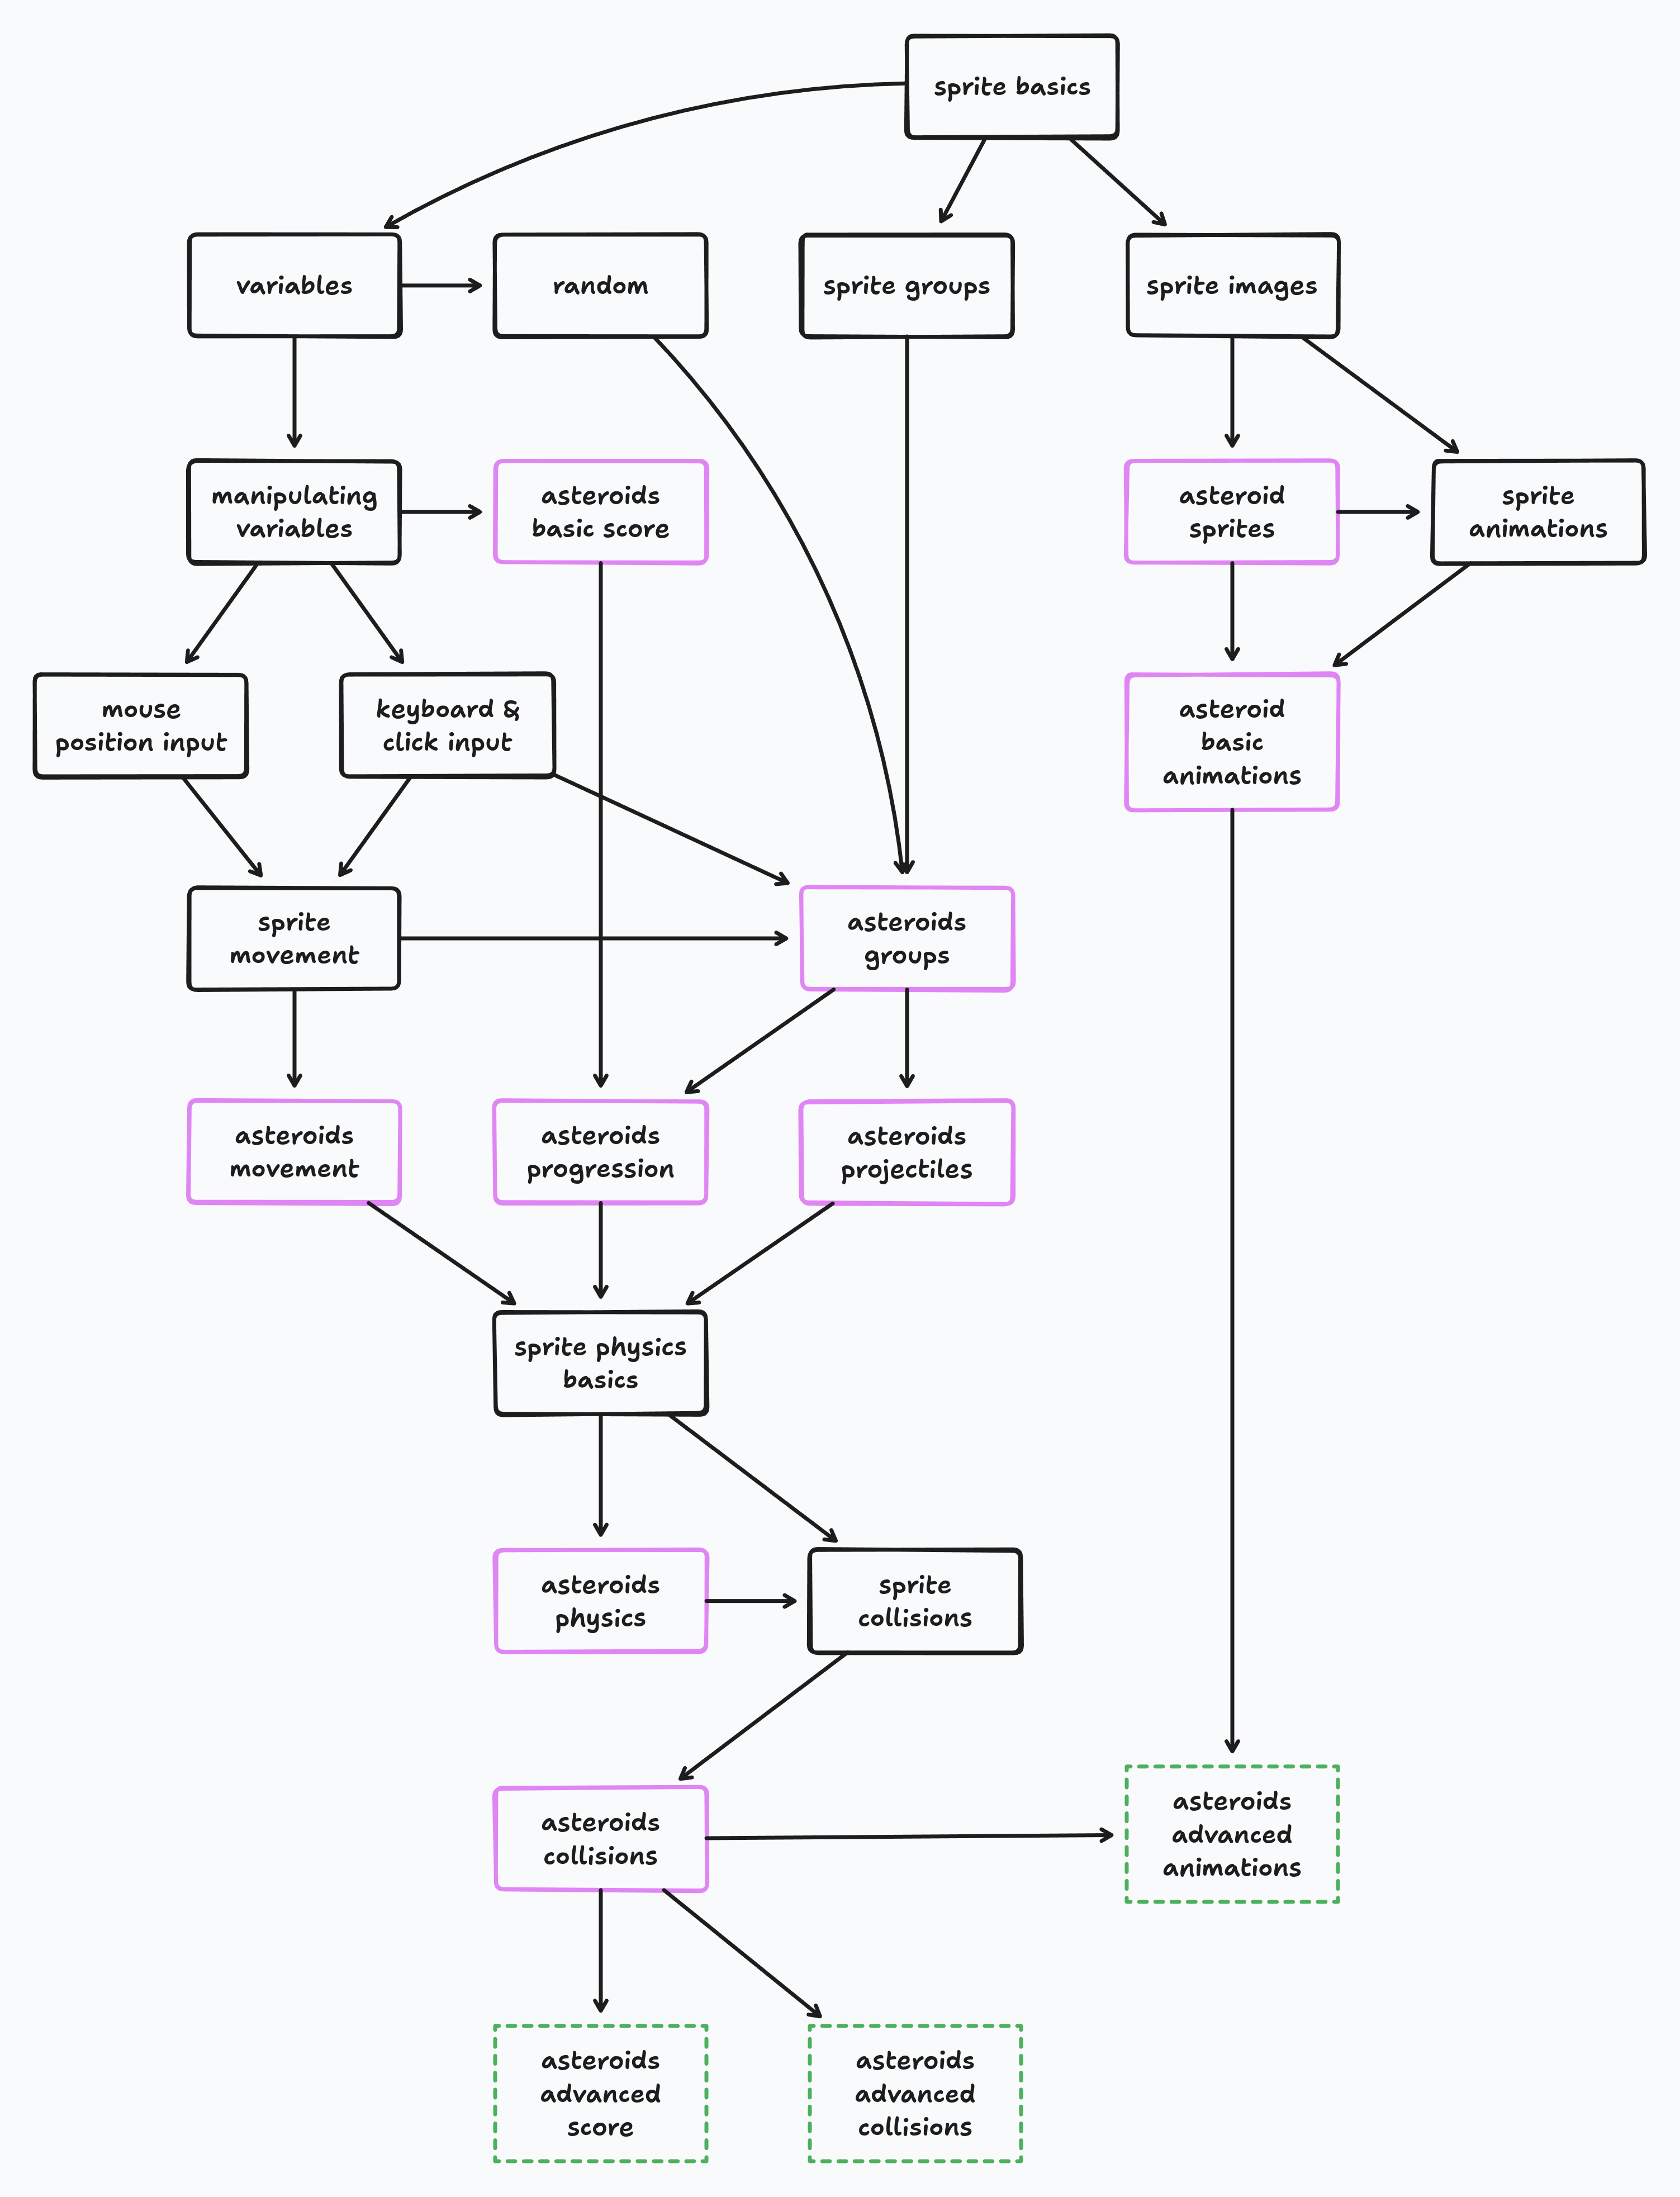 sprite basics
variables
random
sprite groups
sprite images
manipulating
variables
asteroids
basic score
asteroid
sprites
sprite
animations
mouse
position input
keyboard &
click input
asteroid
basic
animations
sprite
movement
asteroids
groups
asteroids
movement
asteroids
progression
asteroids
projectiles
sprite physics
basics
asteroids
physics
sprite
collisions
asteroids
collisions
asteroids
advanced
animations
asteroids
advanced
score
asteroids
advanced
collisions